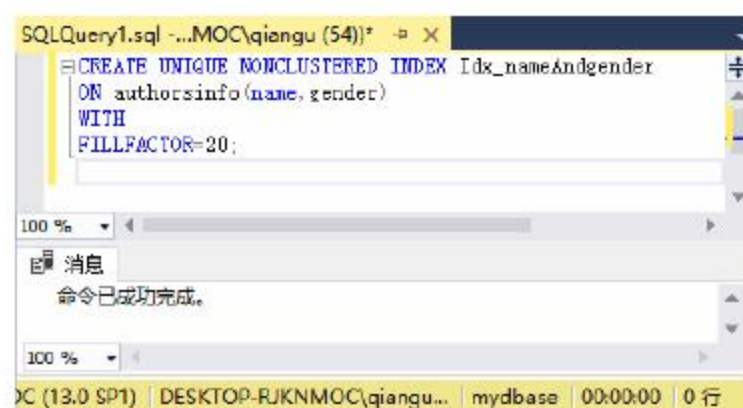 SQLQuery1.sql -...MOC\qiangu (54))*
CREATE UNIQUE NONCLUSTERED INDEX Idx_nameAndgender
ON authorsinfo(name,gender)
WITH
FILLFACTOR=20;
100 %
消息
命令已成功完成。
100 %
OC (13.0 SP1) DESKTOP-RJKNMOC\qiangu... mydbase 00:00:00 0 行